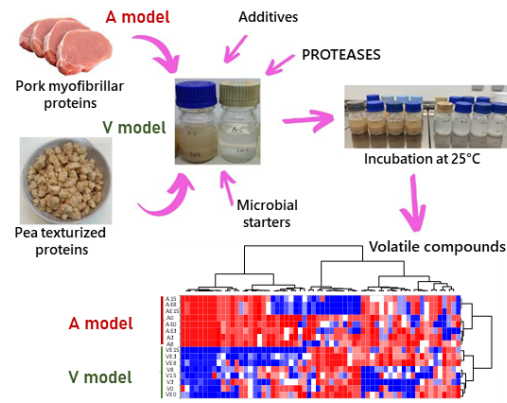 A model
Additives
PROTEASES
Pork myofibrillar
proteins
V model
Incubation at 25°C
Pea texturized
proteins
Microbial
starters
Volatile compounds
A model
V model